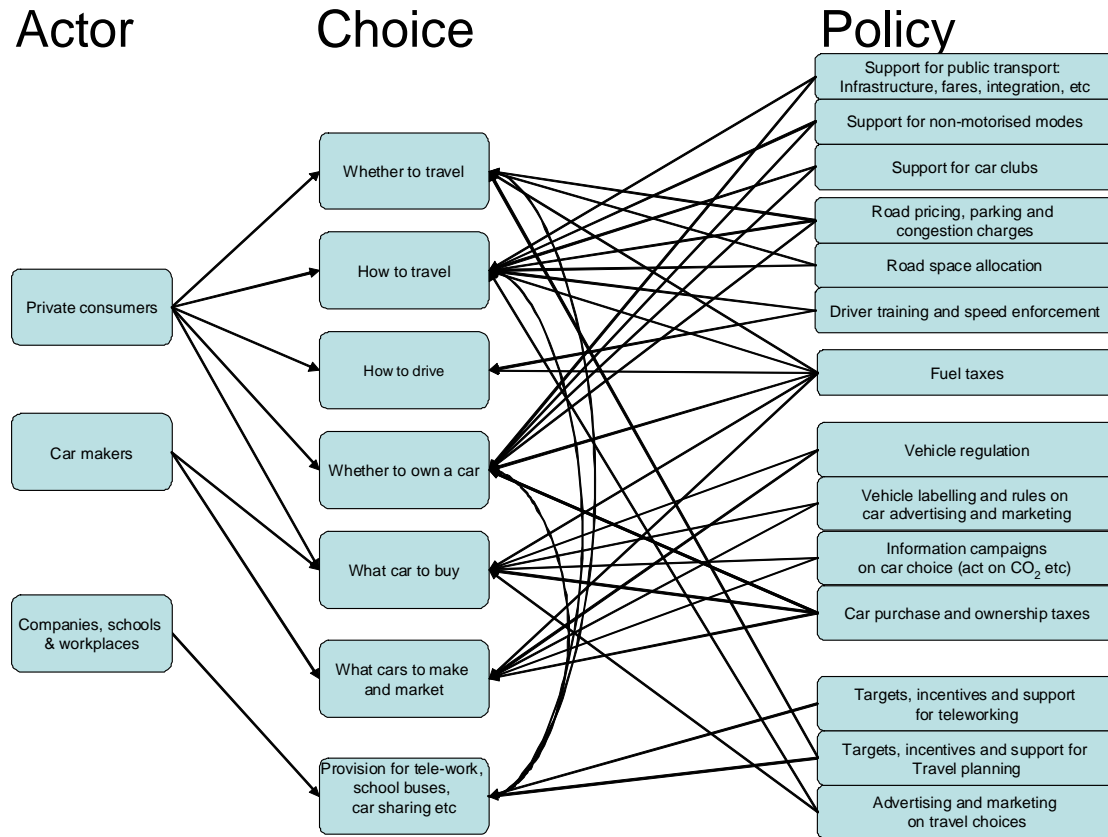 Actor
Choice
Policy
Private consumers
Car makers
Companies, schools
& workplaces
Whether to travel
How to travel
How to drive
Whether to own a car
What car to buy
What cars to make
and market
Provision for tele-work,
school buses,
car sharing etc
Support for public transport:
Infrastructure, fares, integration, etc
Support for non-motorised modes
Support for car clubs
Road pricing, parking and
congestion charges
Road space allocation
Driver training and speed enforcement
Fuel taxes
Vehicle regulation
Vehicle labelling and rules on
car advertising and marketing
Information campaigns
on car choice (act on CO2 etc)
Car purchase and ownership taxes
Targets, incentives and support
for teleworking
Targets, incentives and support for
Travel planning
Advertising and marketing
on travel choices